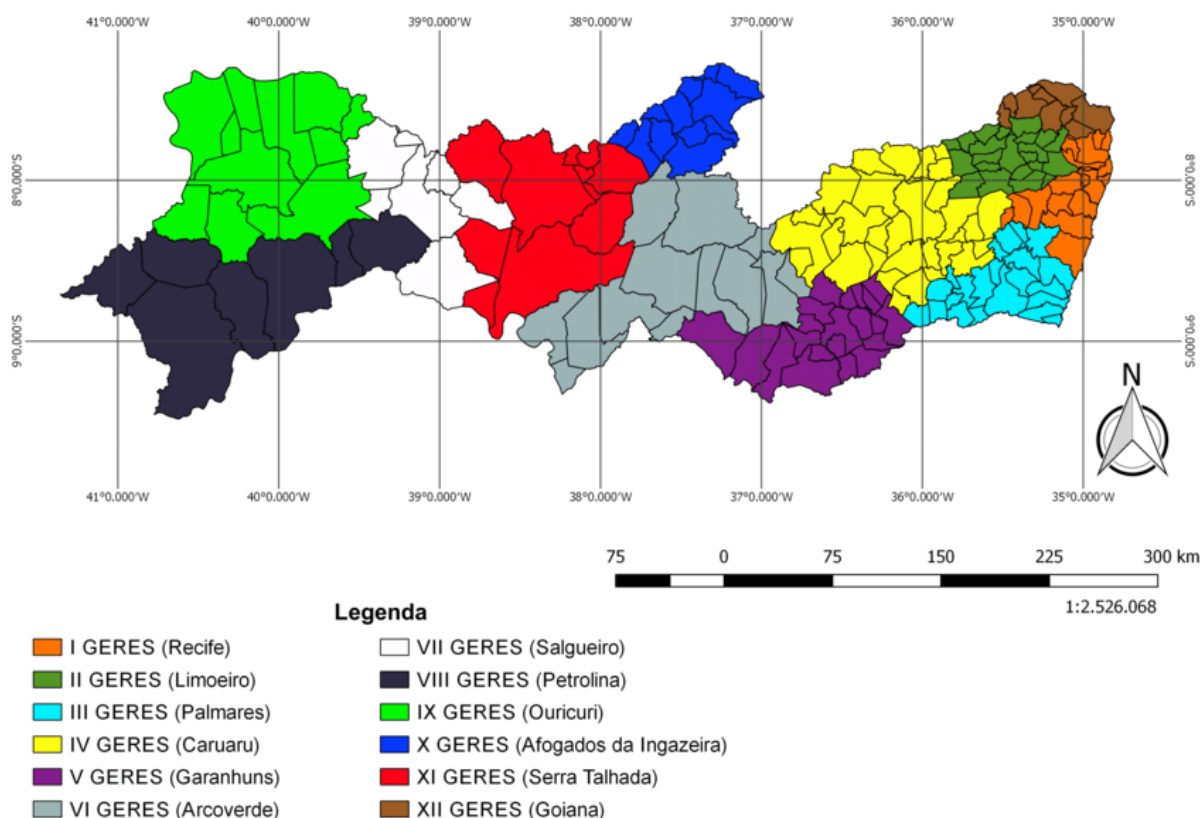 41°0.000'W 40°0.000'W 39°0.000'W 38°0.000'W 37°0.000'W 36°0.000'W 35°0.000'W
8°0.000'S 8°0.000'S
9°0.000'S 9°0.000'S
N
41°0.000'W 40°0.000'W 39°0.000'W 38°0.000'W 37°0.000'W 36°0.000'W 35°0.000'W
75 0 75 150 225 300 km
1:2.526.068
Legenda
I GERES (Recife)
II GERES (Limoeiro)
III GERES (Palmares)
IV GERES (Caruaru)
V GERES (Garanhuns)
VI GERES (Arcoverde)
VII GERES (Salgueiro)
VIII GERES (Petrolina)
IX GERES (Ouricuri)
X GERES (Afogados da Ingazeira)
XI GERES (Serra Talhada)
XII GERES (Goiana)